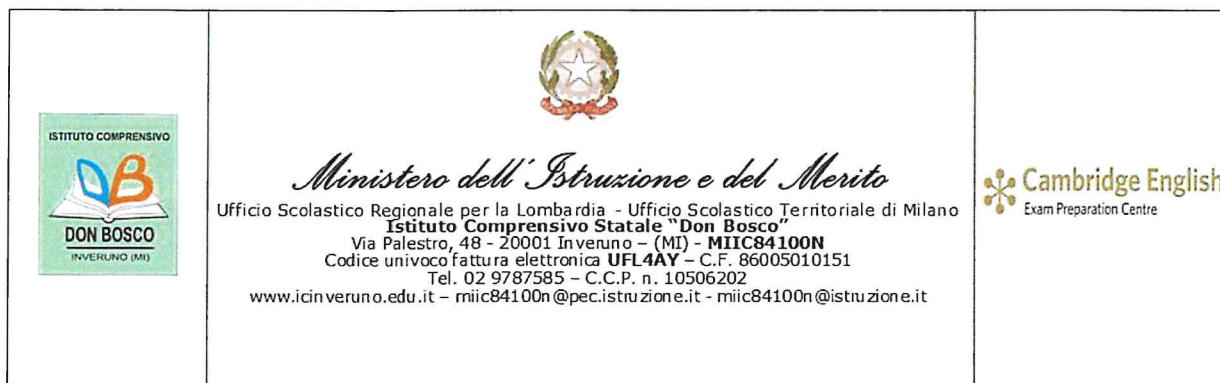 ISTITUTO COMPRENSIVO
DB
DON BOSCO
INVERUNO (MI)
Ministero dell'Istruzione e del Merito
Ufficio Scolastico Regionale per la Lombardia - Ufficio Scolastico Territoriale di Milano
Istituto Comprensivo Statale "Don Bosco"
Via Palestro, 48 - 20001 Inveruno – (MI) - MIIC84100N
Codice univoco fattura elettronica UFL4AY – C.F. 86005010151
Tel. 02 9787585 – C.C.P. n. 10506202
www.icinveruno.edu.it – miic84100n@pec.istruzione.it - miic84100n@istruzione.it
Cambridge English
Exam Preparation Centre